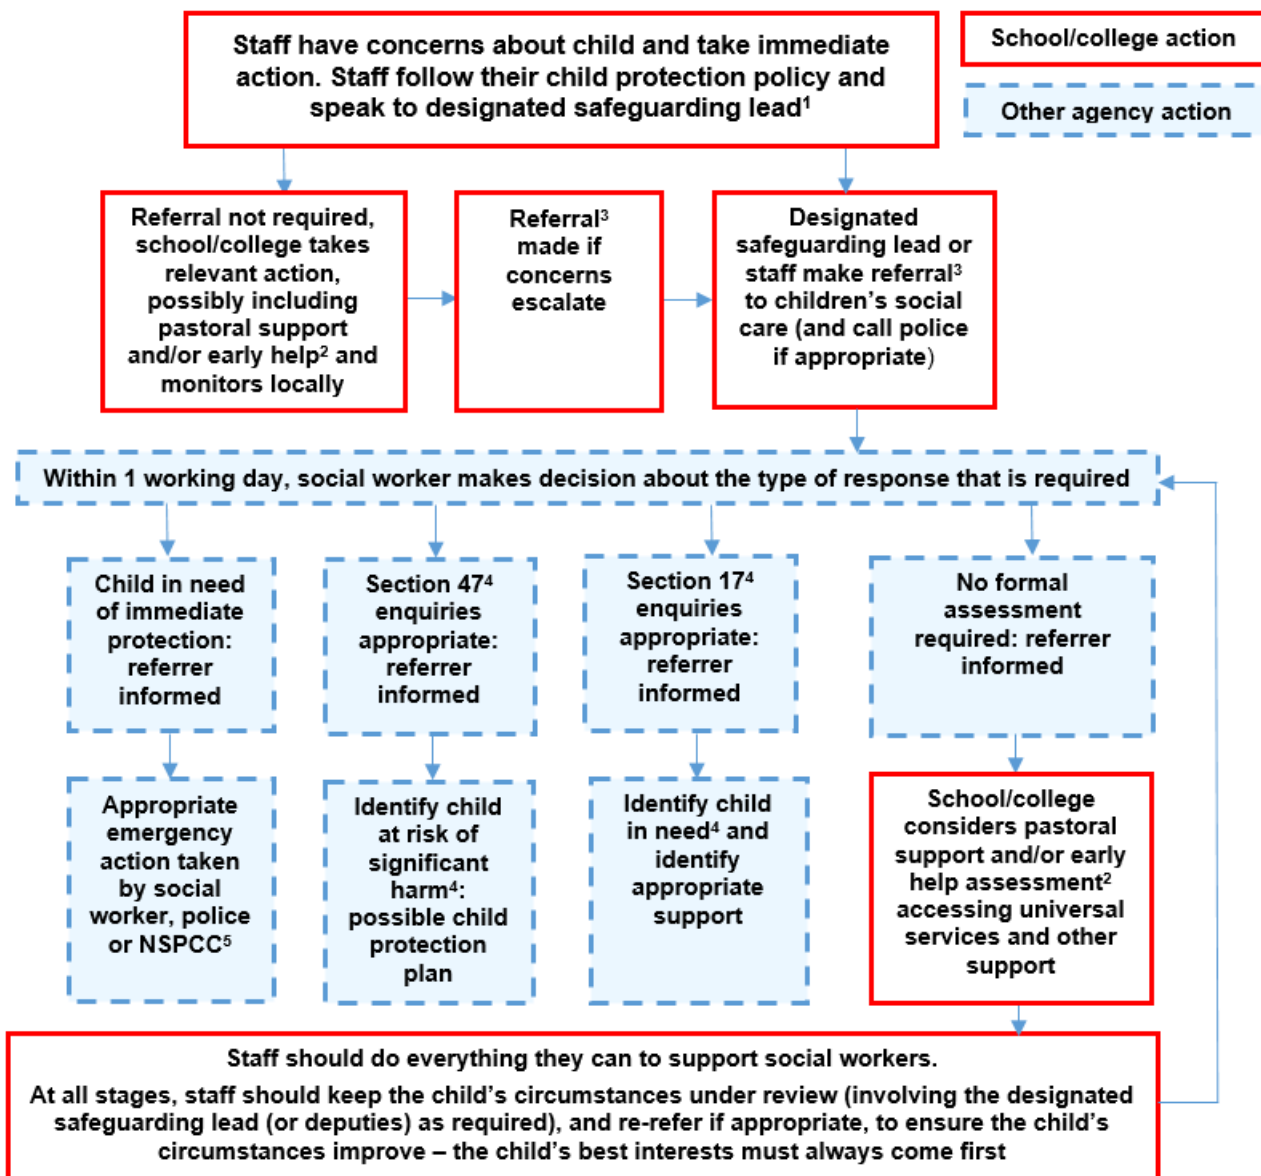 Staff have concerns about child and take immediate
action. Staff follow their child protection policy and
speak to designated safeguarding lead¹
School/college action
Other agency action
Referral not required,
school/college takes
relevant action,
possibly including
pastoral support
and/or early help² and
monitors locally
Referral³
made if
concerns
escalate
Designated
safeguarding lead or
staff make referral³
to children’s social
care (and call police
if appropriate)
Within 1 working day, social worker makes decision about the type of response that is required
Child in need
of immediate
protection:
referrer
informed
Section 47⁴
enquiries
appropriate:
referrer
informed
Section 17⁴
enquiries
appropriate:
referrer
informed
No formal
assessment
required: referrer
informed
Appropriate
emergency
action taken
by social
worker, police
or NSPCC⁵
Identify child
at risk of
significant
harm⁴:
possible child
protection
plan
Identify child
in need⁴ and
identify
appropriate
support
School/college
considers pastoral
support and/or early
help assessment²
accessing universal
services and other
support
Staff should do everything they can to support social workers.
At all stages, staff should keep the child’s circumstances under review (involving the designated
safeguarding lead (or deputies) as required), and re-refer if appropriate, to ensure the child’s
circumstances improve – the child’s best interests must always come first